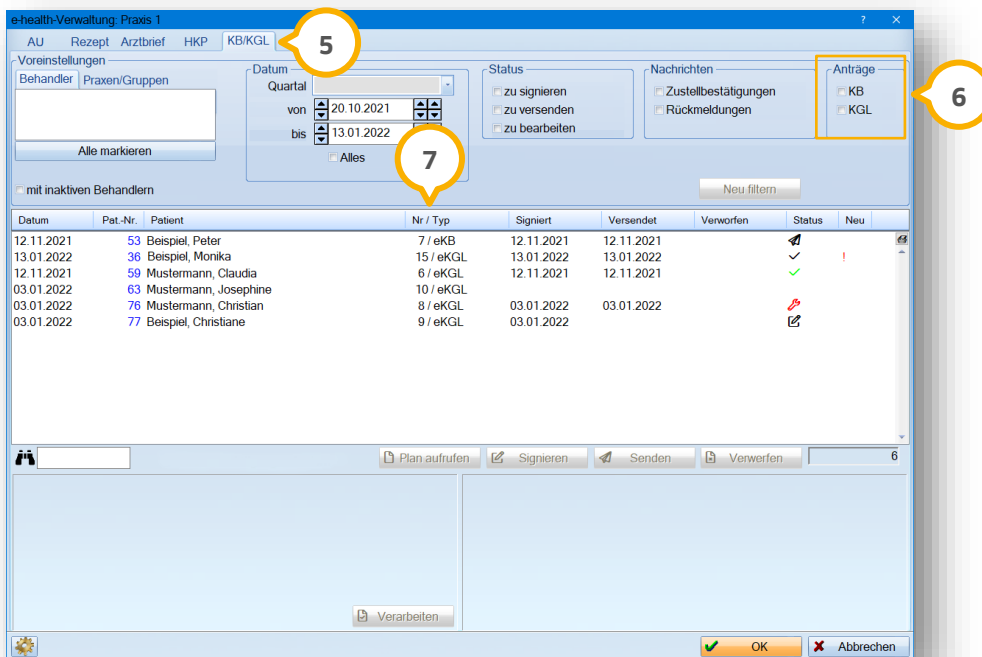 e-health-Verwaltung: Praxis 1 ?
AU Rezept Arztbrief HKP KB/KGL 5
Voreinstellungen
Behandler Praxen/Gruppen
Alle markieren
mit inaktiven Behandlern
Datum
Quartal
von 20.10.2021
bis 13.01.2022
Alles
Status
zu signieren
zu versenden
zu bearbeiten
Nachrichten
Zustellbestätigungen
Rückmeldungen
Anträge
KB
KGL
6
7
Neu filtern
Datum Pat.-Nr. Patient Nr / Typ Signiert Versendet Verworfen Status Neu
12.11.2021 53 Beispiel, Peter 7 / eKB 12.11.2021 12.11.2021
13.01.2022 36 Beispiel, Monika 15 / eKGL 13.01.2022 13.01.2022 !
12.11.2021 59 Mustermann, Claudia 6 / eKGL 12.11.2021 12.11.2021
03.01.2022 63 Mustermann, Josephine 10 / eKGL
03.01.2022 76 Mustermann, Christian 8 / eKGL 03.01.2022 03.01.2022
03.01.2022 77 Beispiel, Christiane 9 / eKGL 03.01.2022
Plan aufrufen Signieren Senden Verwerfen 6
Verarbeiten
OK Abbrechen